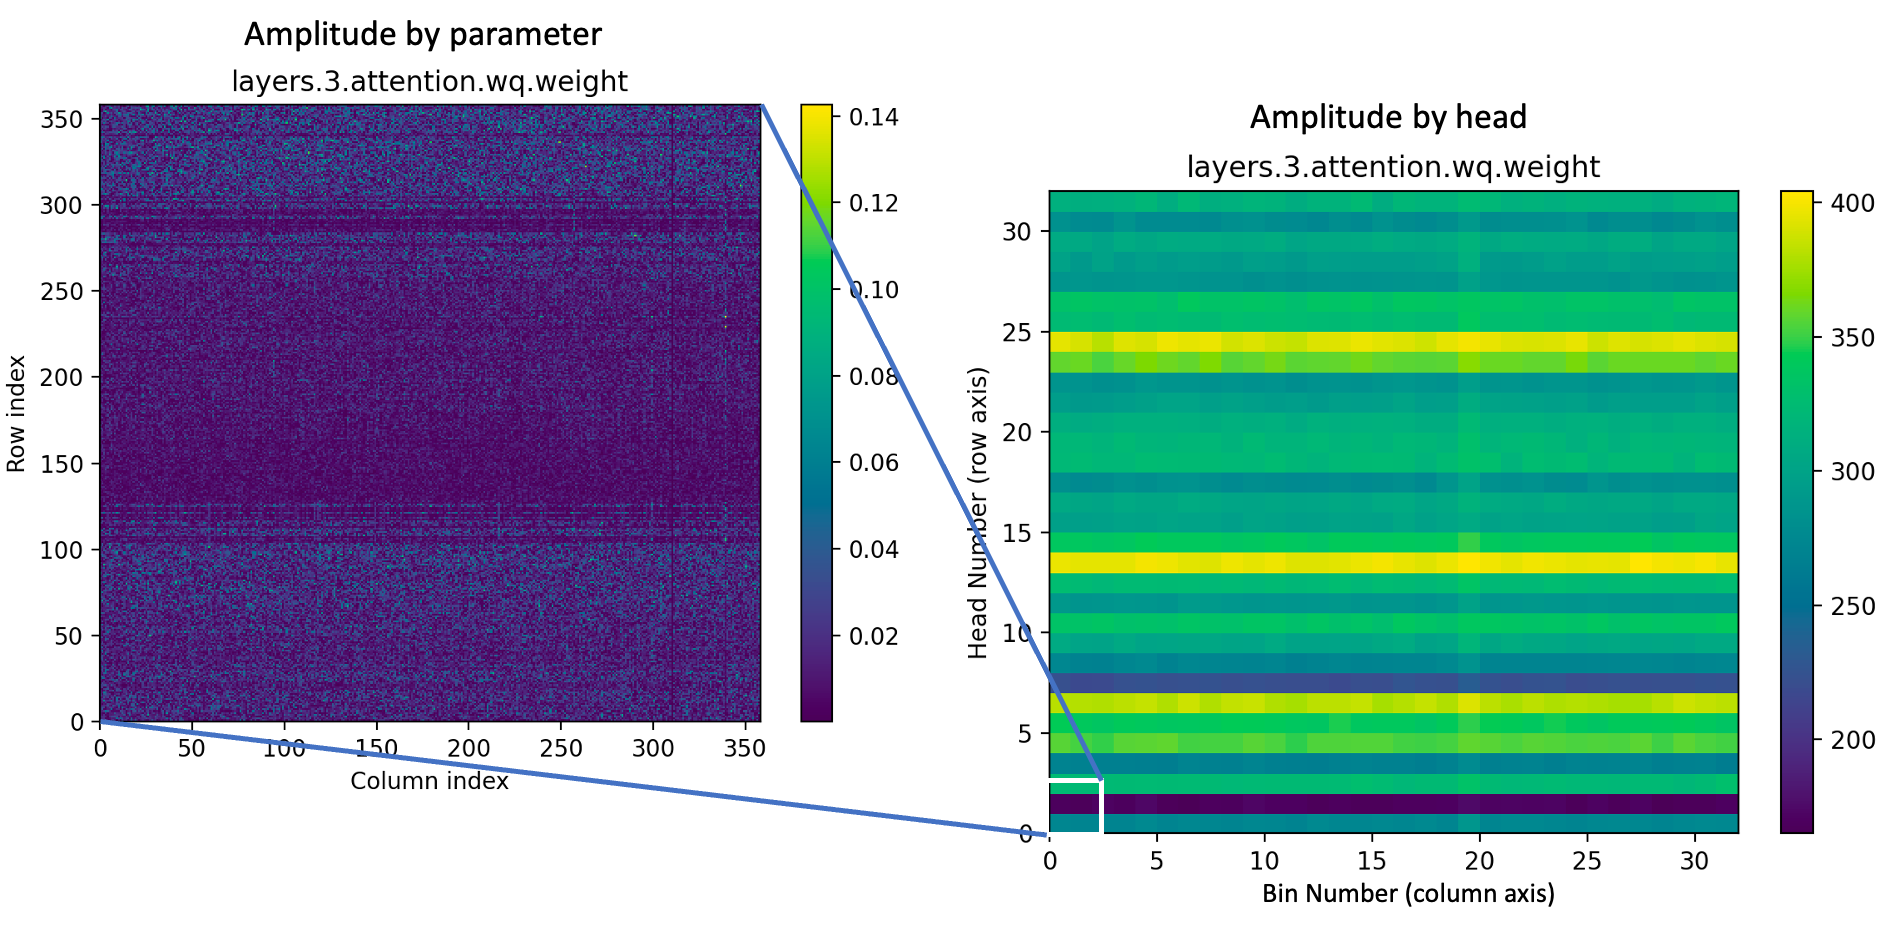 Amplitude by parameter
layers.3.attention.wq.weight
350
300
250
200
150
100
50
0
Row index
0 50 100 150 200 250 300 350
Column index
0.14
0.12
0.10
0.08
0.06
0.04
0.02
Amplitude by head
layers.3.attention.wq.weight
30
25
20
15
10
5
0
Head Number (row axis)
0 5 10 15 20 25 30
Bin Number (column axis)
400
350
300
250
200